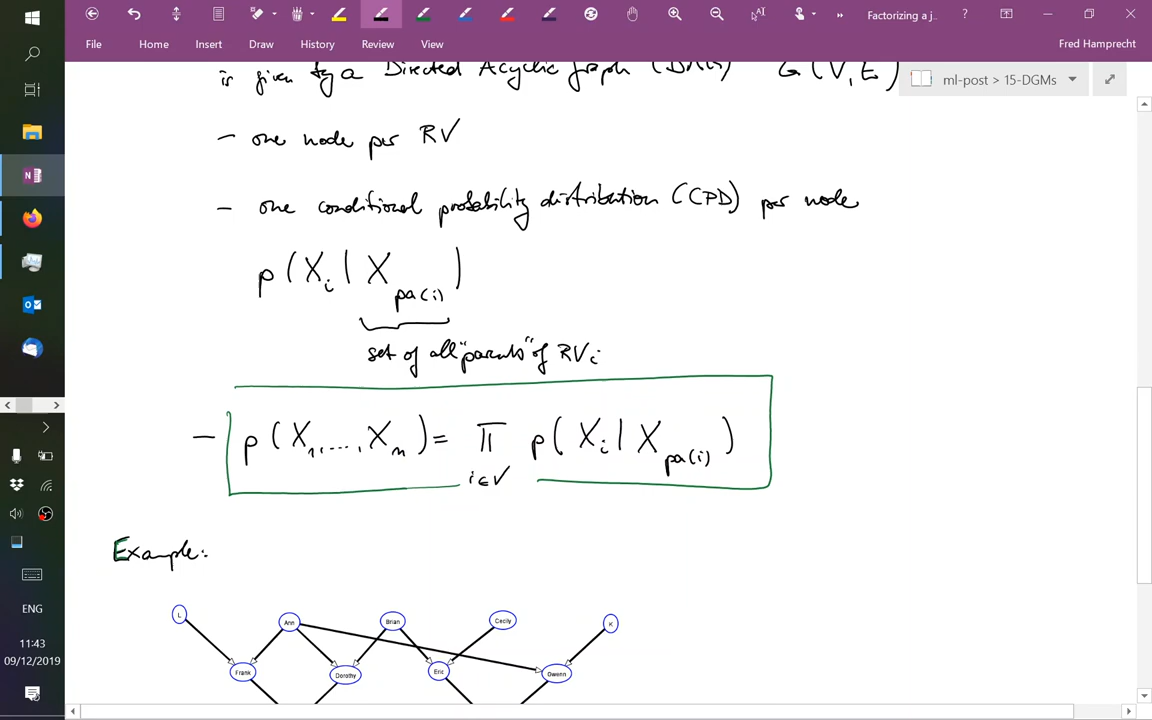 Factorizing a j...
Fred Hamprecht
File Home Insert Draw History Review View
is given by a Directed Acyclic Graph (DAG) G(V,E)
ml-post > 15-DGMs
- one node per RV
- one conditional probability distribution (CPD) per node
p(X_i | X_pa(i))
set of all "parents" of RV i
- p(X_1,...,X_n) = ∏_{i∈V} p(X_i | X_pa(i))
Example:
L Ann Brian Cecily K
Frank Dorothy Eric Gwenn
ENG
11:43
09/12/2019